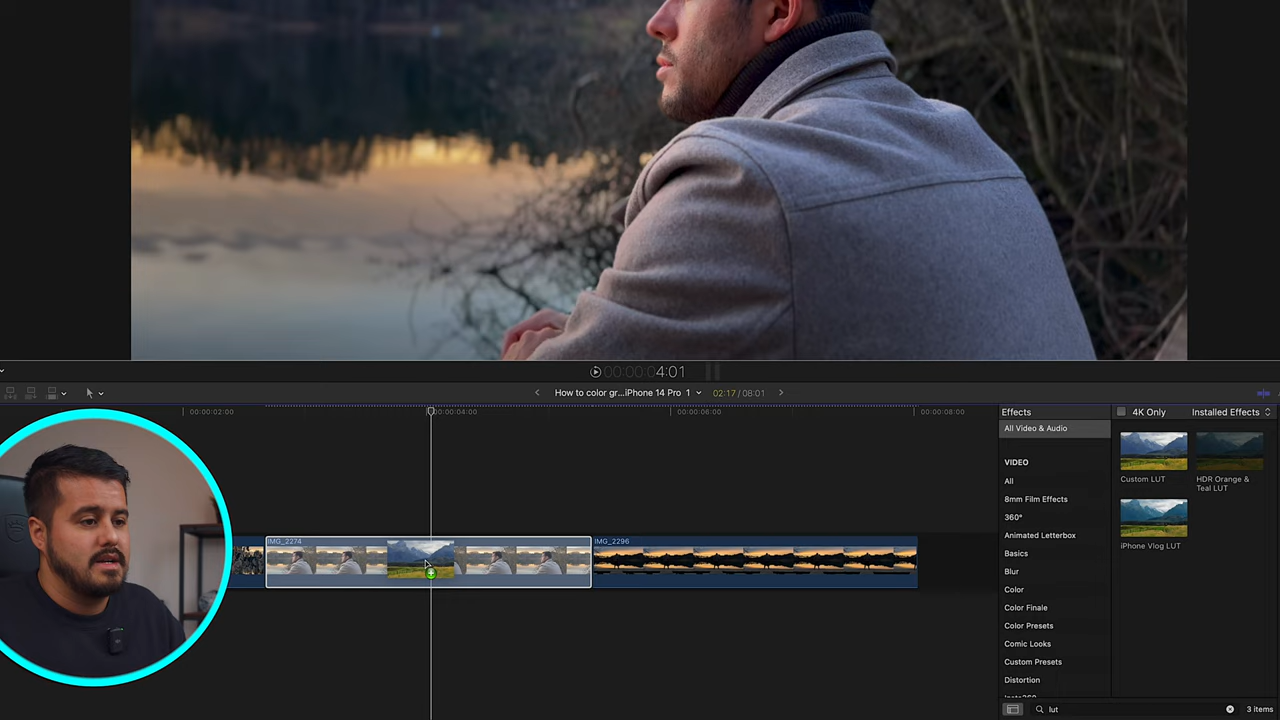 00:00:04:01
How to color gr...iPhone 14 Pro 1
02:17 / 08:01
00:00:02:00
00:00:04:00
00:00:06:00
00:00:08:00
IMG_2274
IMG_2296
Effects
4K Only
Installed Effects
All Video & Audio
VIDEO
All
8mm Film Effects
360°
Animated Letterbox
Basics
Blur
Color
Color Finale
Color Presets
Comic Looks
Custom Presets
Distortion
Custom LUT
HDR Orange &
Teal LUT
iPhone Vlog LUT
lut
3 items